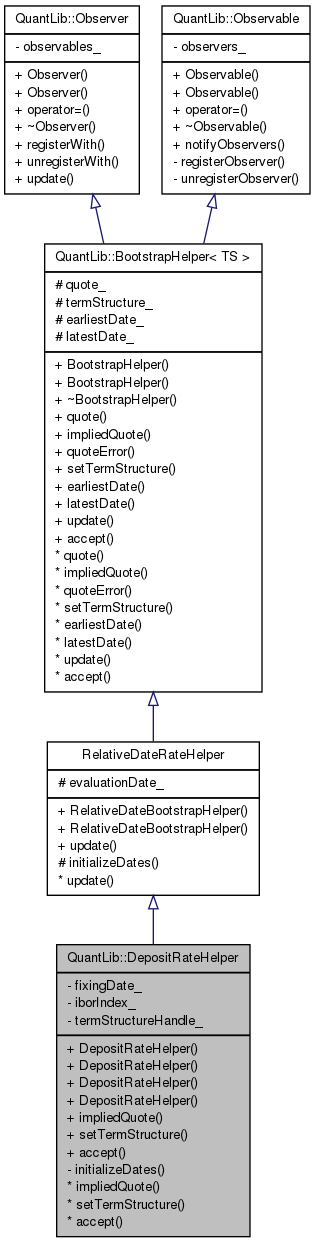 QuantLib::Observer
- observables_
+ Observer()
+ Observer()
+ operator=()
+ ~Observer()
+ registerWith()
+ unregisterWith()
+ update()
QuantLib::Observable
- observers_
+ Observable()
+ Observable()
+ operator=()
+ ~Observable()
+ notifyObservers()
- registerObserver()
- unregisterObserver()
QuantLib::BootstrapHelper< TS >
# quote_
# termStructure_
# earliestDate_
# latestDate_
+ BootstrapHelper()
+ BootstrapHelper()
+ ~BootstrapHelper()
+ quote()
+ impliedQuote()
+ quoteError()
+ setTermStructure()
+ earliestDate()
+ latestDate()
+ update()
+ accept()
* quote()
* impliedQuote()
* quoteError()
* setTermStructure()
* earliestDate()
* latestDate()
* update()
* accept()
RelativeDateRateHelper
# evaluationDate_
+ RelativeDateBootstrapHelper()
+ RelativeDateBootstrapHelper()
+ update()
# initializeDates()
* update()
QuantLib::DepositRateHelper
- fixingDate_
- iborIndex_
- termStructureHandle_
+ DepositRateHelper()
+ DepositRateHelper()
+ DepositRateHelper()
+ DepositRateHelper()
+ impliedQuote()
+ setTermStructure()
+ accept()
- initializeDates()
* impliedQuote()
* setTermStructure()
* accept()